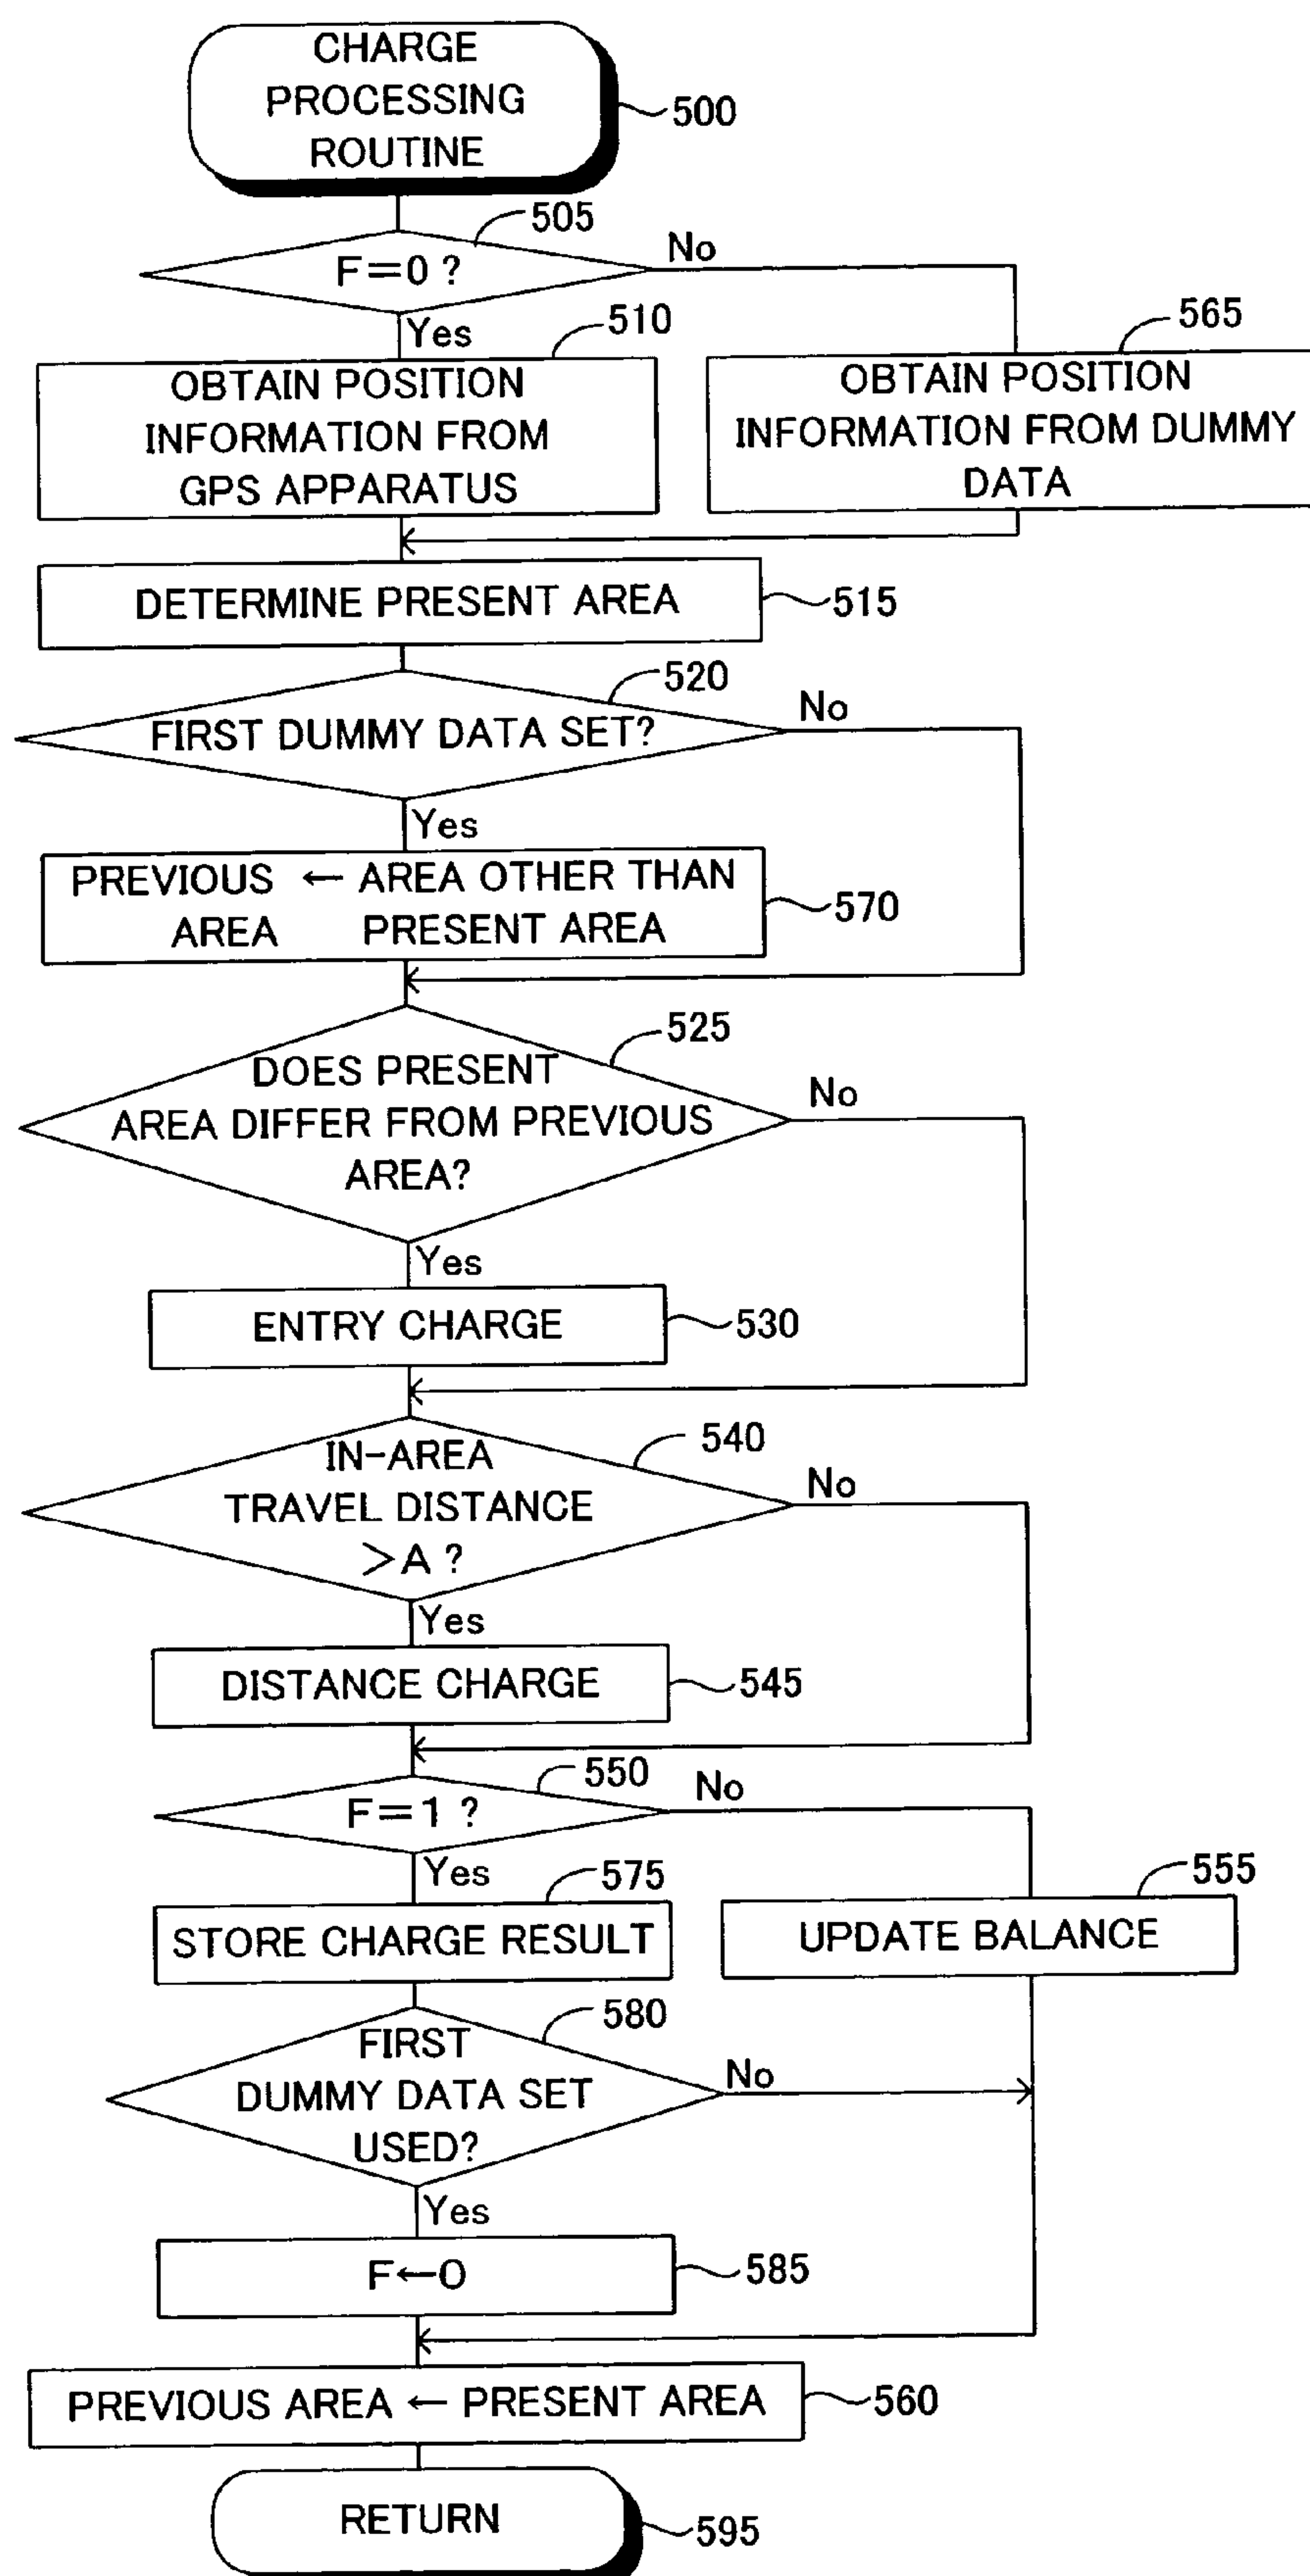 CHARGE
PROCESSING
ROUTINE
500
505
F=0?
No
Yes
510
565
OBTAIN POSITION
INFORMATION FROM
GPS APPARATUS
OBTAIN POSITION
INFORMATION FROM DUMMY
DATA
DETERMINE PRESENT AREA
515
520
FIRST DUMMY DATA SET?
No
Yes
PREVIOUS ← AREA OTHER THAN
AREA PRESENT AREA
570
525
DOES PRESENT
AREA DIFFER FROM PREVIOUS
AREA?
No
Yes
ENTRY CHARGE
530
540
IN-AREA
TRAVEL DISTANCE
>A?
No
Yes
DISTANCE CHARGE
545
550
F=1?
No
Yes
575
555
STORE CHARGE RESULT
UPDATE BALANCE
580
FIRST
DUMMY DATA SET
USED?
No
Yes
F←0
585
PREVIOUS AREA ← PRESENT AREA
560
RETURN
595